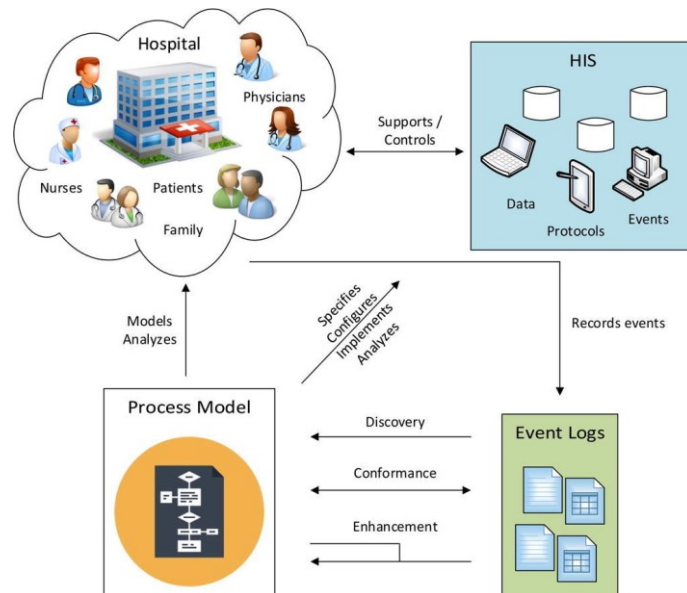 Hospital
Physicians
Nurses
Patients
Family
Supports /
Controls
HIS
Data
Protocols
Events
Models
Analyzes
Specifies
Configures
Implements
Analyzes
Records events
Process Model
Discovery
Conformance
Enhancement
Event Logs